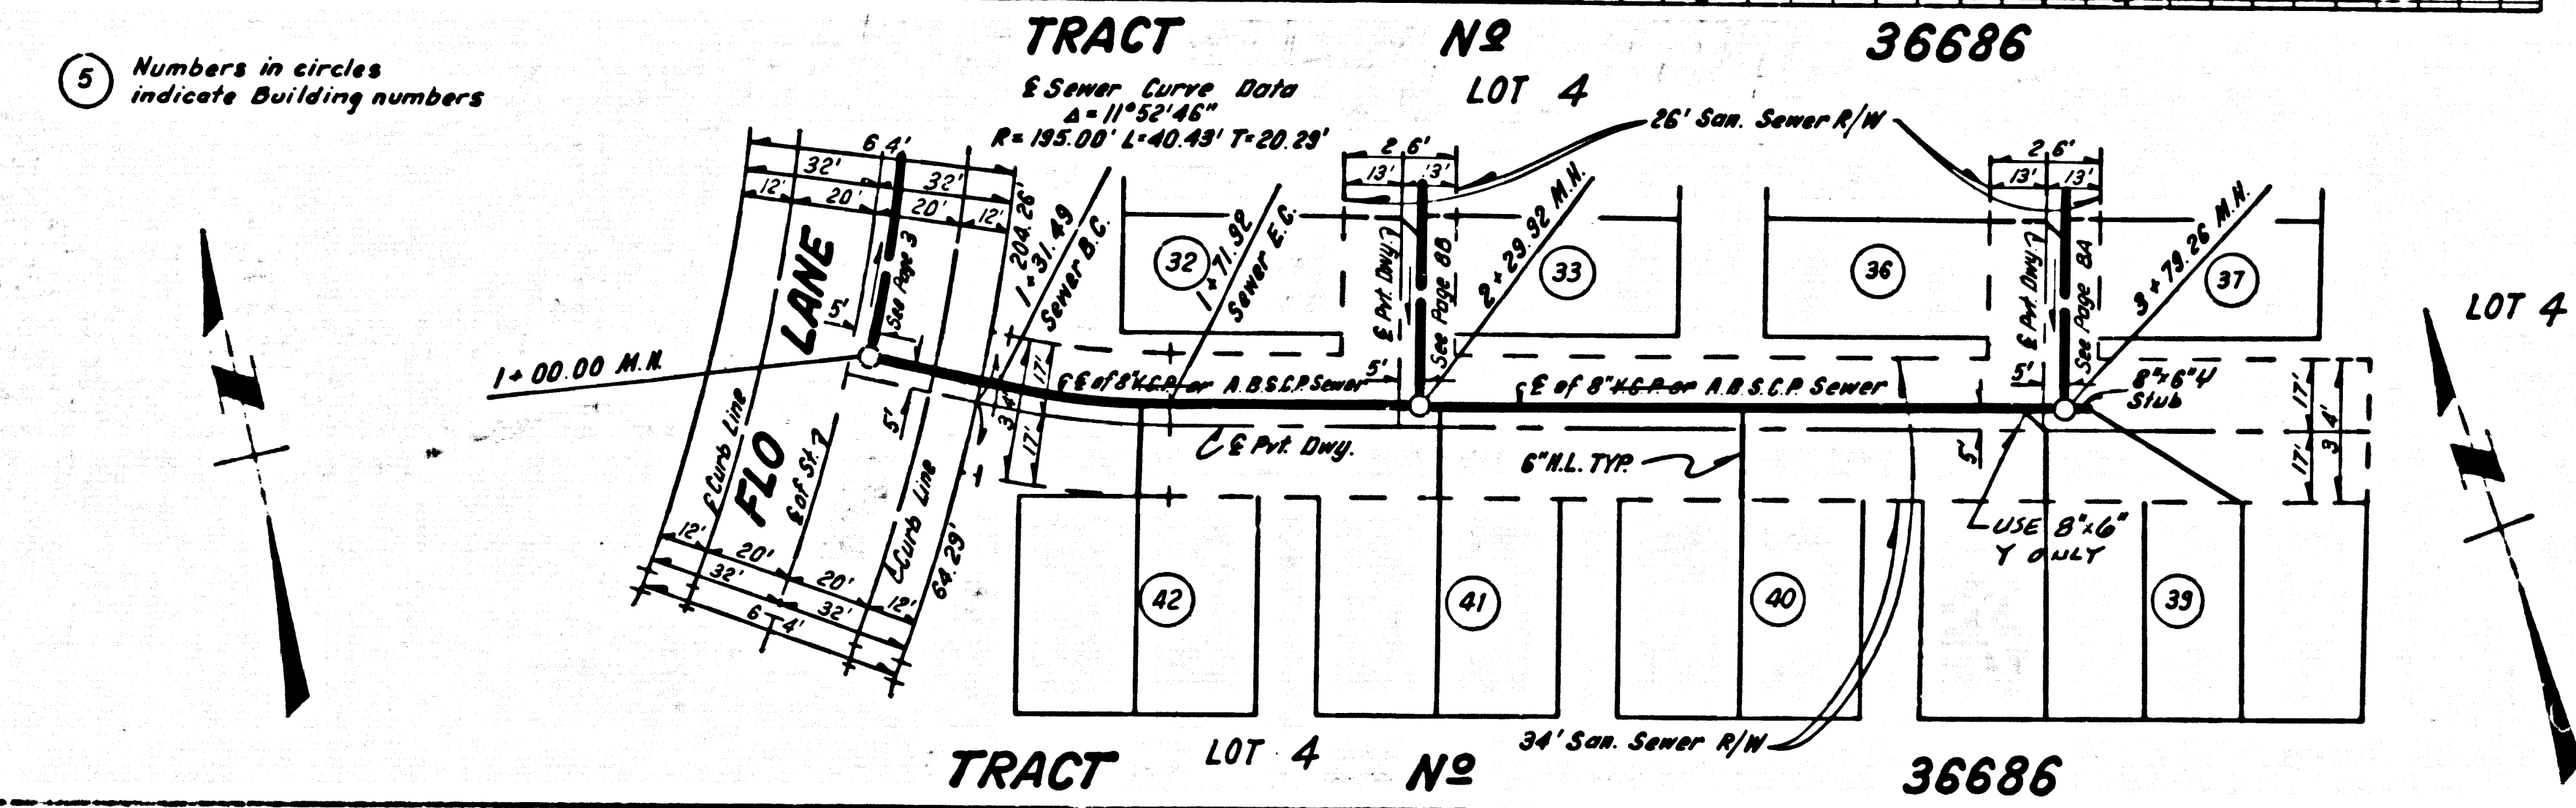 TRACT Nº 36686
5 Numbers in circles
indicate Building numbers
LOT 4
℄ Sewer Curve Data
Δ = 11°52'46"
R = 195.00' L=40.43' T=20.29'
26' San. Sewer R/W
64'
32' 32'
12' 20' 20' 12'
204.26'
1+31.49
Sewer B.C.
1+71.92
Sewer E.C.
2 6'
13' 13'
2+29.92 M.H.
2 6'
13' 13'
3+79.26 M.H.
32
33
36
37
LOT 4
FLO LANE
See Page 3
℄ Pvt. Dwy.
See Page 8B
℄ Pvt. Dwy.
See Page 8A
5'
5'
5'
1+00.00 M.H.
17'
34'
17'
℄ of 8" V.C.P. or A.B.S.C.P. Sewer
℄ of 8" V.C.P. or A.B.S.C.P. Sewer
8"x6" Y
Stub
17'
34'
17'
5'
5'
℄ Pvt. Dwy.
6" H.L. TYP.
USE 8"x6"
Y ONLY
℄ Curb Line
℄ of St.
Curb Line
64.29'
12' 20' 20' 12'
32' 32'
64'
42
41
40
39
34' San. Sewer R/W
LOT 4
TRACT Nº 36686